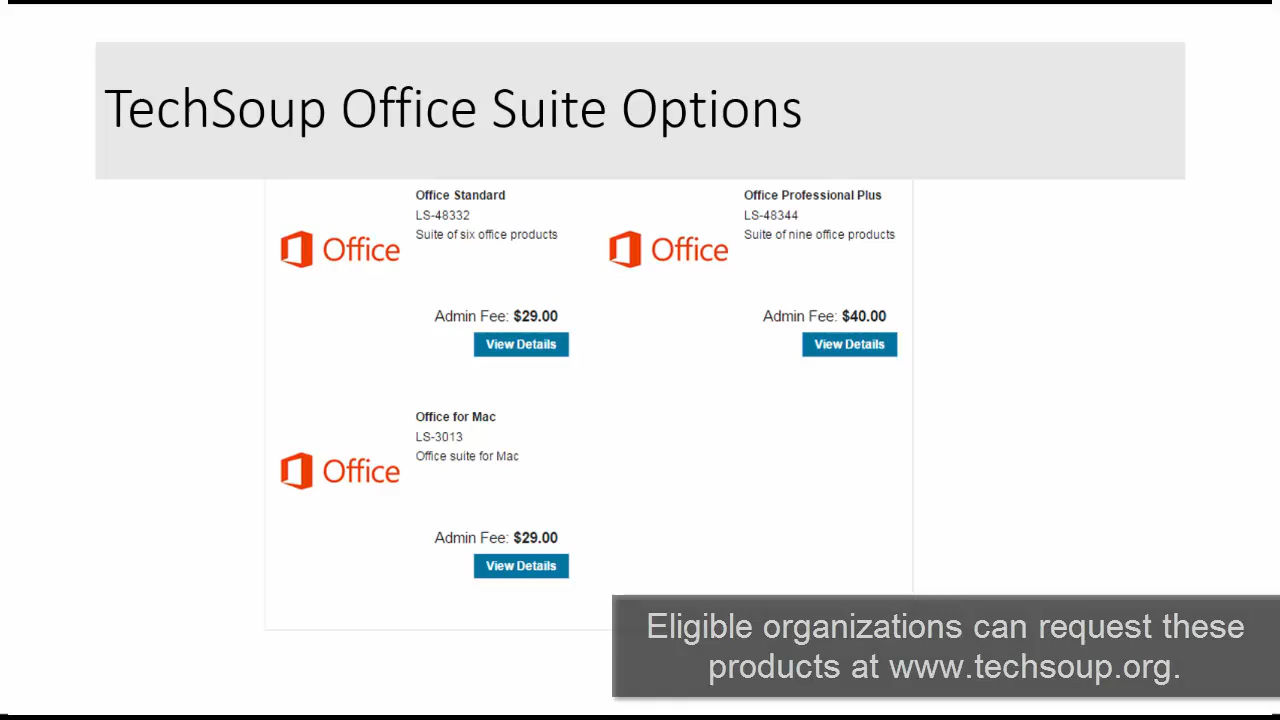 TechSoup Office Suite Options
Office Standard
LS-48332
Suite of six office products
Office
Admin Fee: $29.00
View Details
Office Professional Plus
LS-48344
Suite of nine office products
Office
Admin Fee: $40.00
View Details
Office for Mac
LS-3013
Office suite for Mac
Office
Admin Fee: $29.00
View Details
Eligible organizations can request these
products at www.techsoup.org.